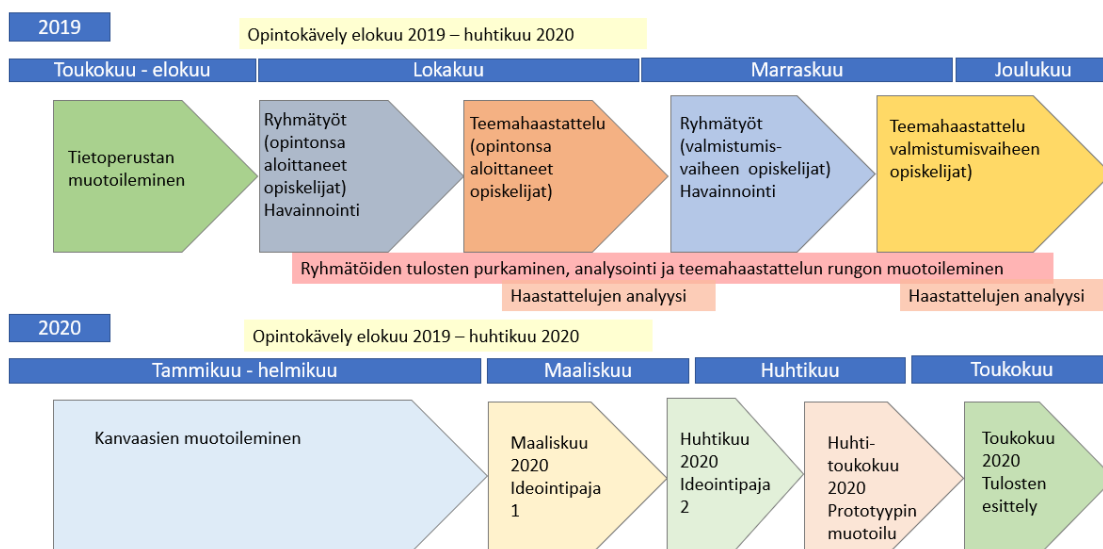 2019
Opintokävely elokuu 2019 – huhtikuu 2020
Toukokuu - elokuu
Lokakuu
Marraskuu
Joulukuu
Tietoperustan
muotoileminen
Ryhmätyöt
(opintonsa
aloittaneet
opiskelijat)
Havainnointi
Teemahaastattelu
(opintonsa
aloittaneet
opiskelijat)
Ryhmätyöt
(valmistumis-
vaiheen opiskelijat)
Havainnointi
Teemahaastattelu
valmistumisvaiheen
opiskelijat)
Ryhmätöiden tulosten purkaminen, analysointi ja teemahaastattelun rungon muotoileminen
Haastattelujen analyysi
Haastattelujen analyysi
2020
Opintokävely elokuu 2019 – huhtikuu 2020
Tammikuu - helmikuu
Maaliskuu
Huhtikuu
Toukokuu
Kanvaasien muotoileminen
Maaliskuu
2020
Ideointipaja
1
Huhtikuu
2020
Ideointipaja
2
Huhti-
toukokuu
2020
Prototyypin
muotoilu
Toukokuu
2020
Tulosten
esittely